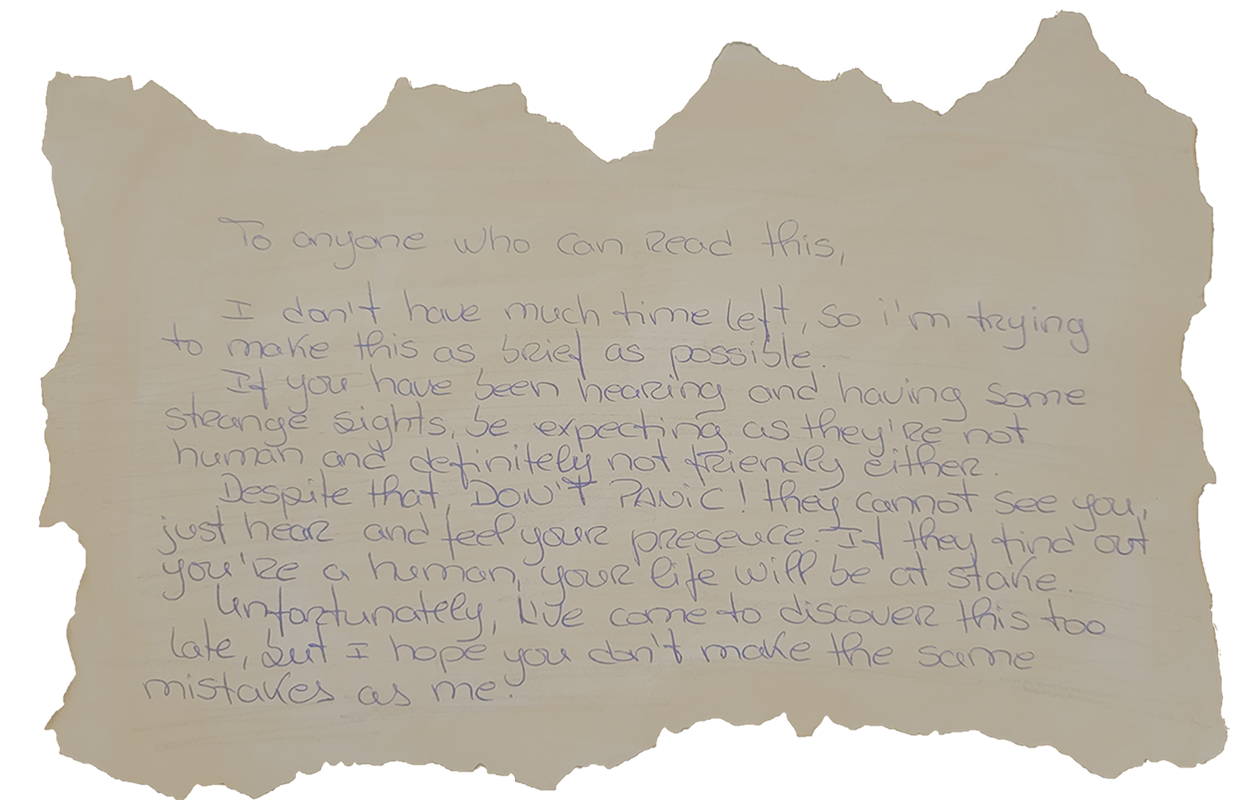 To anyone who can read this,
I don't have much time left, so i'm trying
to make this as brief as possible.
If you have been hearing and having some
strange sights, be expecting as they're not
human and definitely not friendly either.
Despite that, DON'T PANIC! they cannot see you,
just hear and feel your presence. If they find out
you're a human, your life will be at stake.
Unfortunately, I've come to discover this too
late, but I hope you don't make the same
mistakes as me.